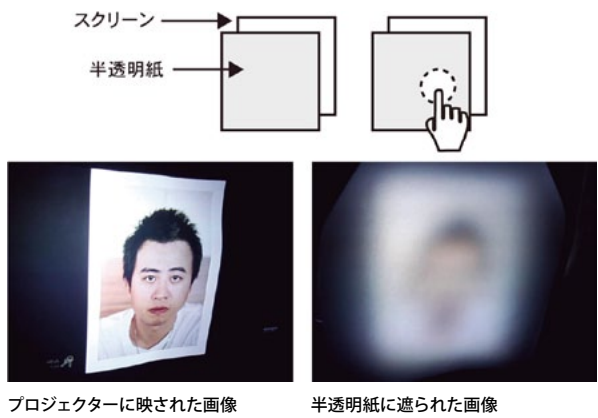 スクリーン
半透明紙
プロジェクターに映された画像
半透明紙に遮られた画像